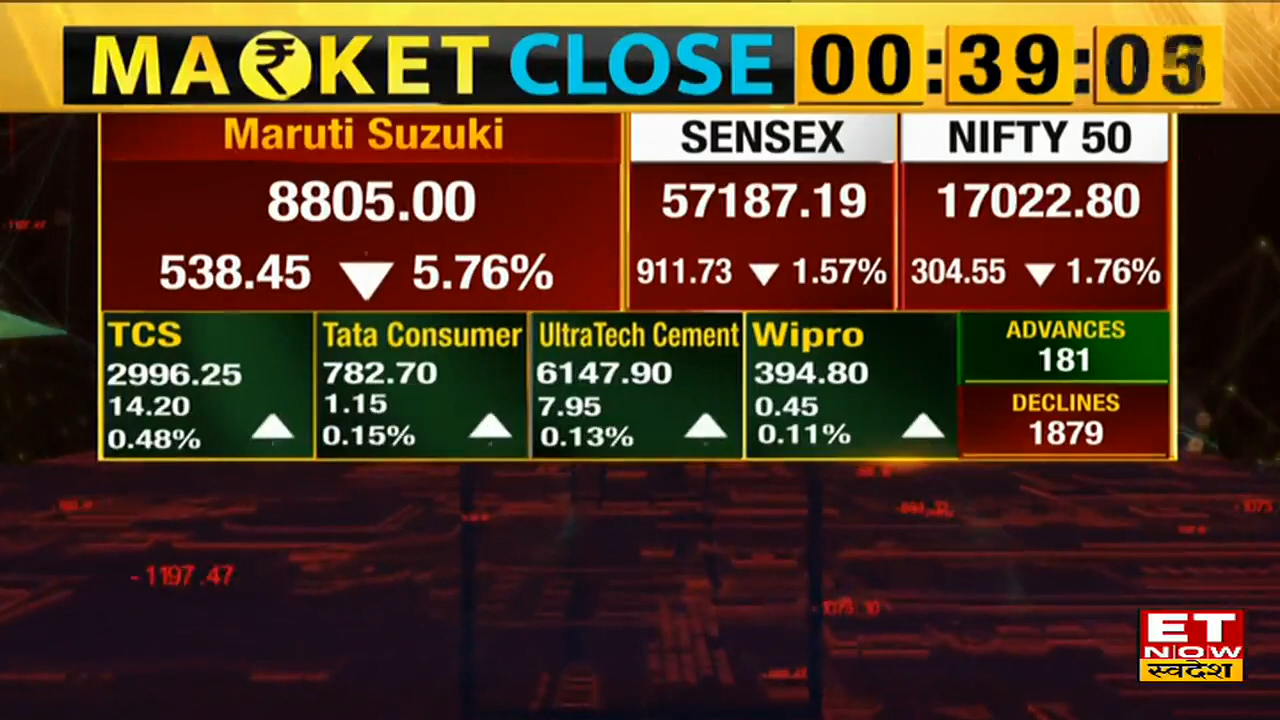 MA₹KET CLOSE 00:39:03
Maruti Suzuki
8805.00
538.45 ▼ 5.76%
SENSEX
57187.19
911.73 ▼ 1.57%
NIFTY 50
17022.80
304.55 ▼ 1.76%
TCS
2996.25
14.20
0.48% ▲
Tata Consumer
782.70
1.15
0.15% ▲
UltraTech Cement
6147.90
7.95
0.13% ▲
Wipro
394.80
0.45
0.11% ▲
ADVANCES
181
DECLINES
1879
-1197.47
ET
NOW
स्वदेश